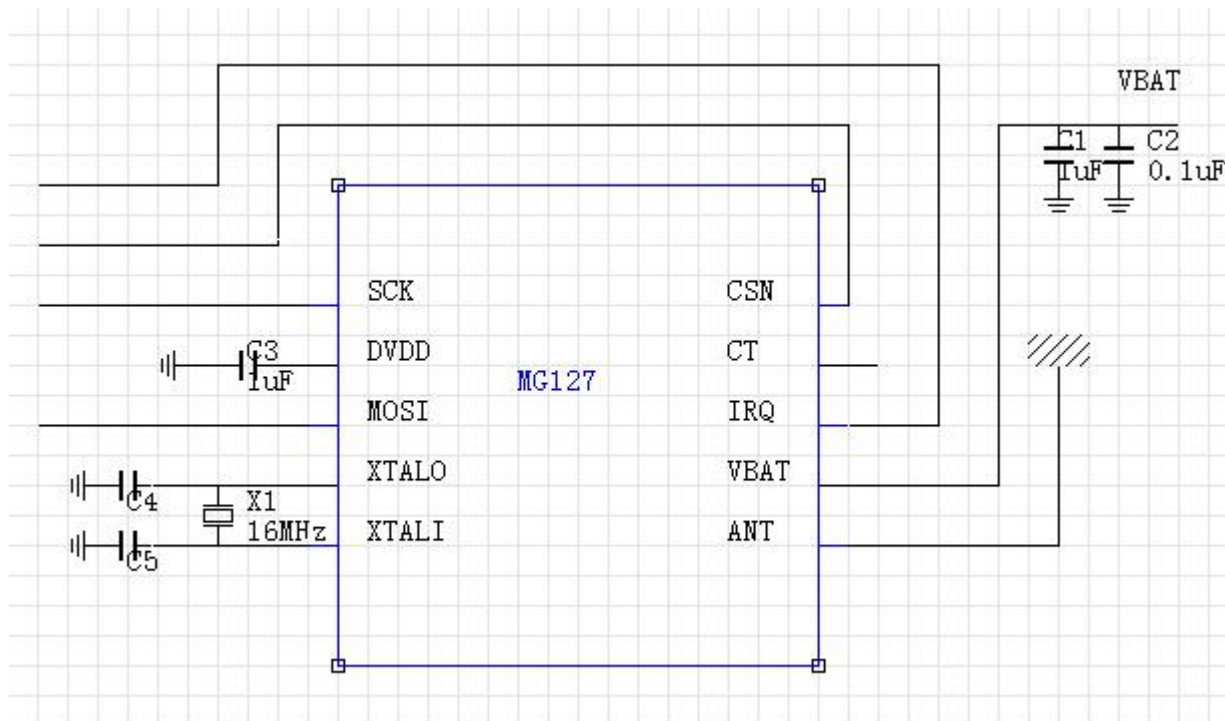 VBAT
C1
1uF
C2
0.1uF
SCK
CSN
C3
1uF
DVDD
CT
MG127
MOSI
IRQ
XTALO
VBAT
C4
X1
16MHz
XTALI
ANT
C5